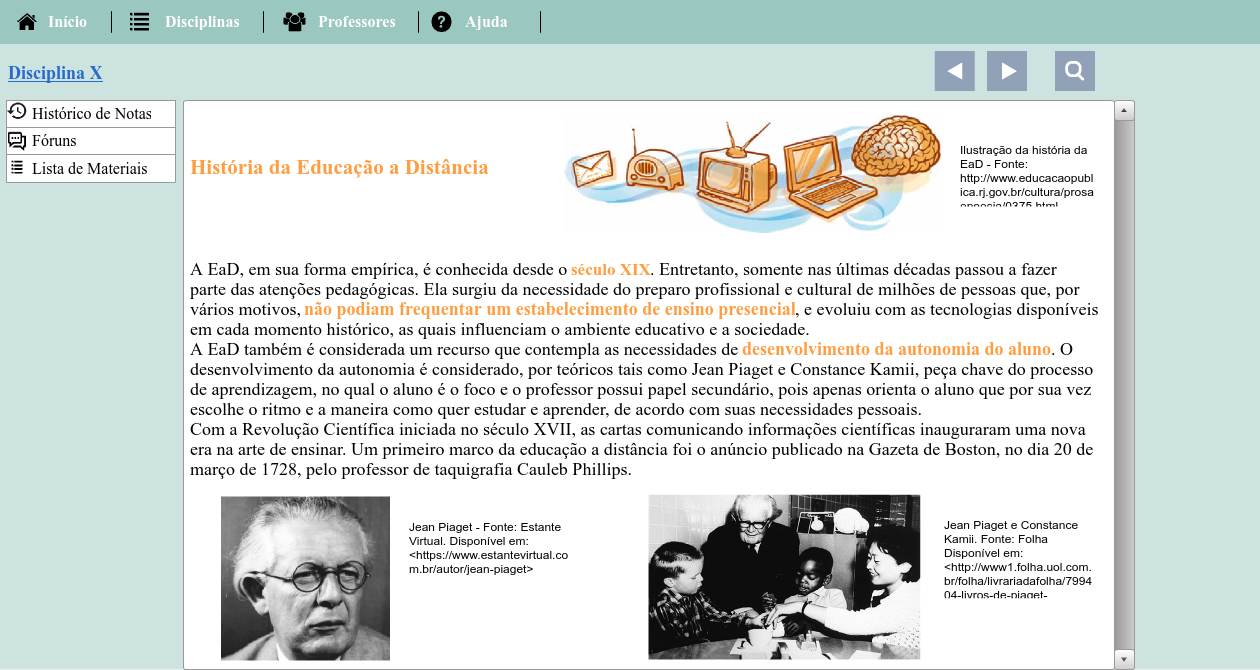 Início Disciplinas Professores Ajuda
Disciplina X
Histórico de Notas
Fóruns
Lista de Materiais
História da Educação a Distância
Ilustração da história da
EaD - Fonte:
http://www.educacaopubl
ica.rj.gov.br/cultura/prosa
A EaD, em sua forma empírica, é conhecida desde o século XIX. Entretanto, somente nas últimas décadas passou a fazer
parte das atenções pedagógicas. Ela surgiu da necessidade do preparo profissional e cultural de milhões de pessoas que, por
vários motivos, não podiam frequentar um estabelecimento de ensino presencial, e evoluiu com as tecnologias disponíveis
em cada momento histórico, as quais influenciam o ambiente educativo e a sociedade.
A EaD também é considerada um recurso que contempla as necessidades de desenvolvimento da autonomia do aluno. O
desenvolvimento da autonomia é considerado, por teóricos tais como Jean Piaget e Constance Kamii, peça chave do processo
de aprendizagem, no qual o aluno é o foco e o professor possui papel secundário, pois apenas orienta o aluno que por sua vez
escolhe o ritmo e a maneira como quer estudar e aprender, de acordo com suas necessidades pessoais.
Com a Revolução Científica iniciada no século XVII, as cartas comunicando informações científicas inauguraram uma nova
era na arte de ensinar. Um primeiro marco da educação a distância foi o anúncio publicado na Gazeta de Boston, no dia 20 de
março de 1728, pelo professor de taquigrafia Cauleb Phillips.
Jean Piaget - Fonte: Estante
Virtual. Disponível em:
<https://www.estantevirtual.co
m.br/autor/jean-piaget>
Jean Piaget e Constance
Kamii. Fonte: Folha
Disponível em:
<http://www1.folha.uol.com.
br/folha/livrariadafolha/7994
04-livros-de-piaget-